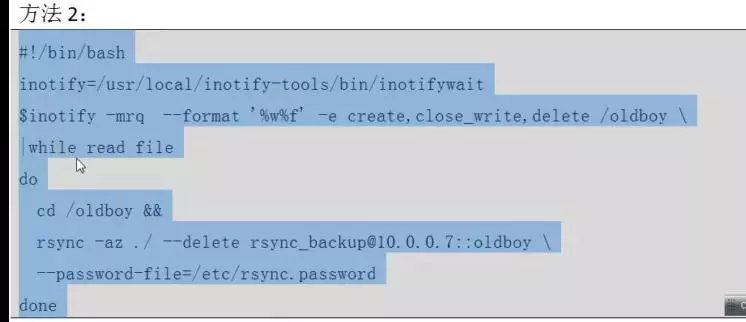 方法 2：
#!/bin/bash
inotify=/usr/local/inotify-tools/bin/inotifywait
$inotify -mrq  --format '%w%f' -e create,close_write,delete /oldboy \
|while read file
do
  cd /oldboy &&
  rsync -az ./ --delete rsync_backup@10.0.0.7::oldboy \
  --password-file=/etc/rsync.password
done